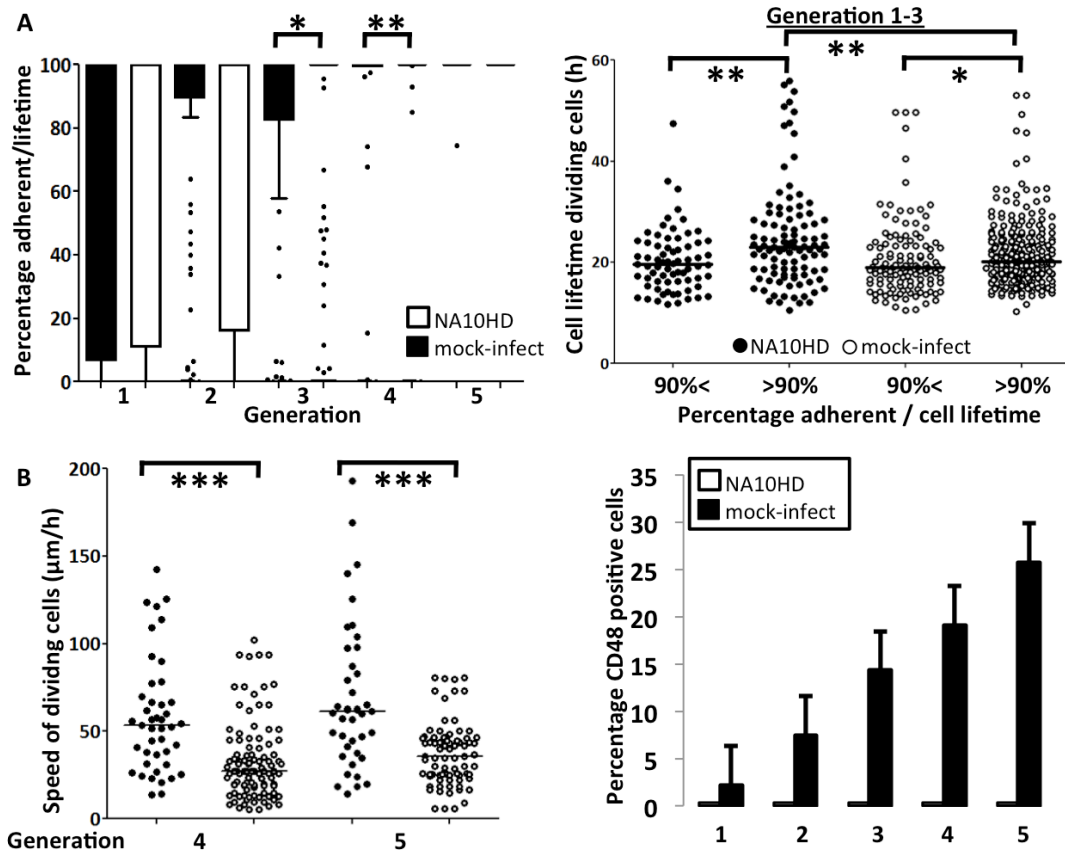 A
Percentage adherent/lifetime
100
80
60
40
20
0
* **
NA10HD
mock-infect
1 2 3 4 5
Generation
Generation 1-3
** ** *
Cell lifetime dividing cells (h)
60
40
20
0
NA10HD mock-infect
90%< >90% 90%< >90%
Percentage adherent / cell lifetime
B
Speed of dividng cells (µm/h)
200
150
100
50
0
*** ***
Generation 4 5
Percentage CD48 positive cells
35
30
25
20
15
10
5
0
NA10HD
mock-infect
1 2 3 4 5